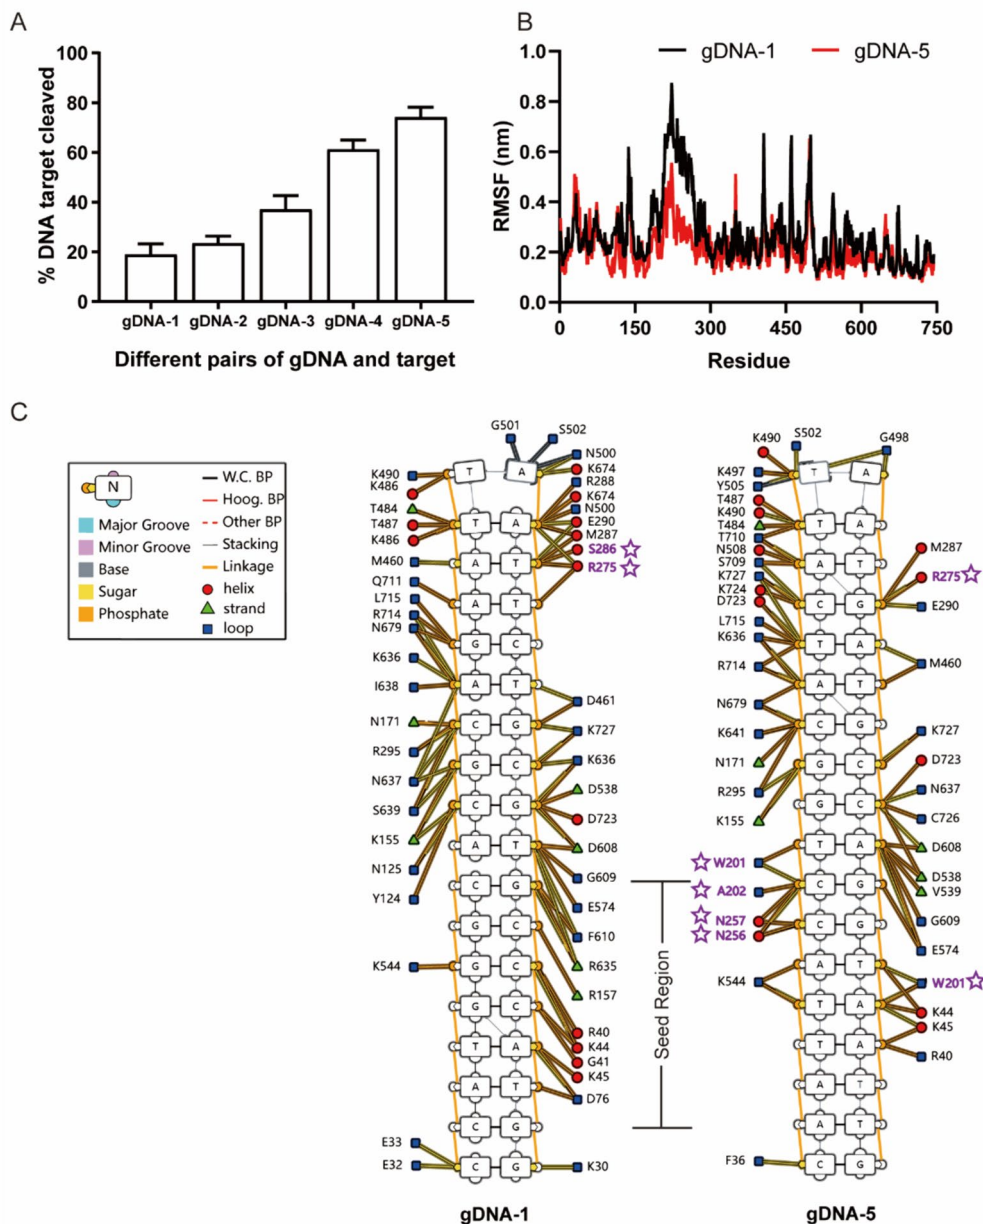 A
% DNA target cleaved
100
80
60
40
20
0
gDNA-1 gDNA-2 gDNA-3 gDNA-4 gDNA-5
Different pairs of gDNA and target
B
gDNA-1 gDNA-5
RMSF (nm)
1.0
0.8
0.6
0.4
0.2
0.0
0 150 300 450 600 750
Residue
C
N
Major Groove
Minor Groove
Base
Sugar
Phosphate
W.C. BP
Hoog. BP
Other BP
Stacking
Linkage
helix
strand
loop
G501
S502
K490
K486
T484
T487
K486
M460
Q711
L715
R714
N679
K636
I638
N171
R295
N637
S639
K155
N125
Y124
K544
E33
E32
T A
T A
A T
A T
G C
A T
C G
G C
C G
A T
C G
G C
G C
G C
T A
A T
C G
C G
N500
K674
R288
K674
N500
E290
M287
S286
R275
D461
K727
K636
D538
D723
D608
G609
E574
F610
R635
R157
R40
K44
G41
K45
D76
K30
gDNA-1
Seed Region
K490
S502
G498
K497
Y505
T487
K490
T484
T710
N508
S709
K727
K724
D723
L715
K636
R714
N679
K641
N171
R295
K155
W201
A202
N257
N256
K544
F36
T A
T A
A T
C G
T A
A T
C G
G C
G C
T A
C G
C G
A T
T A
T A
A T
A T
C G
M287
R275
E290
M460
K727
D723
N637
C726
D608
D538
V539
G609
E574
W201
K44
K45
R40
gDNA-5